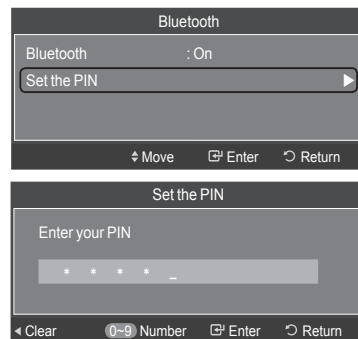 Bluetooth
Bluetooth : On
Set the PIN
Move Enter Return
Set the PIN
Enter your PIN
* * * * _
Clear 0~9 Number Enter Return